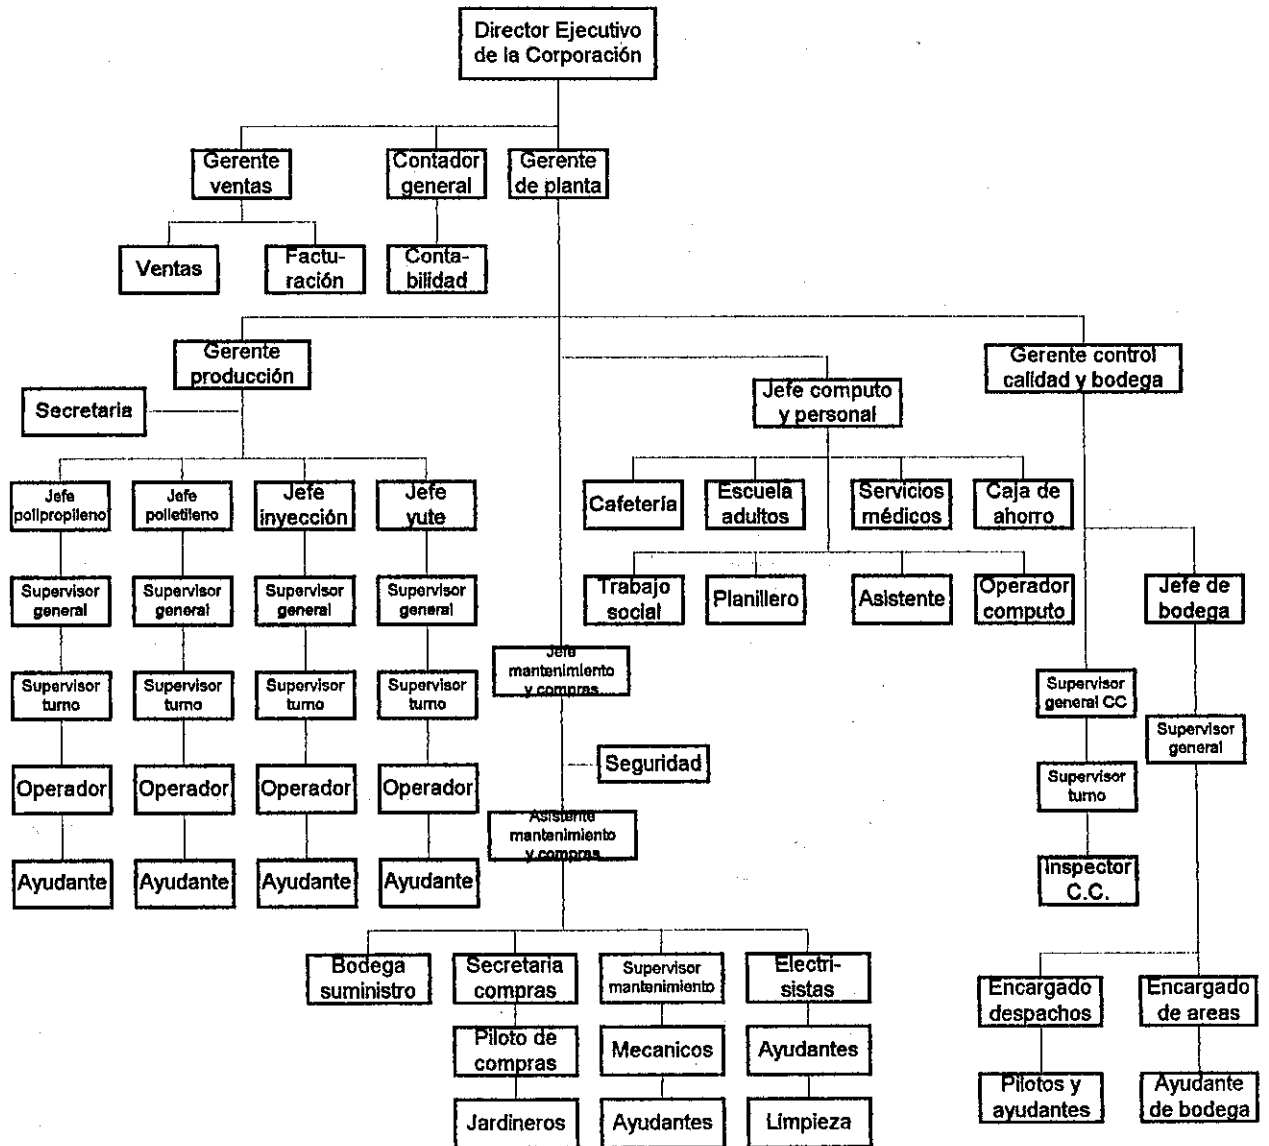 Director Ejecutivo
de la Corporación
Gerente
ventas
Contador
general
Gerente
de planta
Ventas
Factu-
ración
Conta-
bilidad
Gerente
producción
Gerente control
calidad y bodega
Jefe computo
y personal
Secretaria
Jefe
polipropileno
Jefe
polietileno
Jefe
inyección
Jefe
yute
Cafetería
Escuela
adultos
Servicios
médicos
Caja de
ahorro
Supervisor
general
Supervisor
general
Supervisor
general
Supervisor
general
Trabajo
social
Planillero
Asistente
Operador
computo
Jefe de
bodega
Jefe
mantenimiento
y compras
Supervisor
turno
Supervisor
turno
Supervisor
turno
Supervisor
turno
Supervisor
general CC
Supervisor
general
Seguridad
Operador
Operador
Operador
Operador
Supervisor
turno
Asistente
mantenimiento
y compras
Ayudante
Ayudante
Ayudante
Ayudante
Inspector
C.C.
Bodega
suministro
Secretaria
compras
Supervisor
mantenimiento
Electri-
sistas
Encargado
despachos
Encargado
de areas
Piloto de
compras
Mecanicos
Ayudantes
Pilotos y
ayudantes
Ayudante
de bodega
Jardineros
Ayudantes
Limpieza